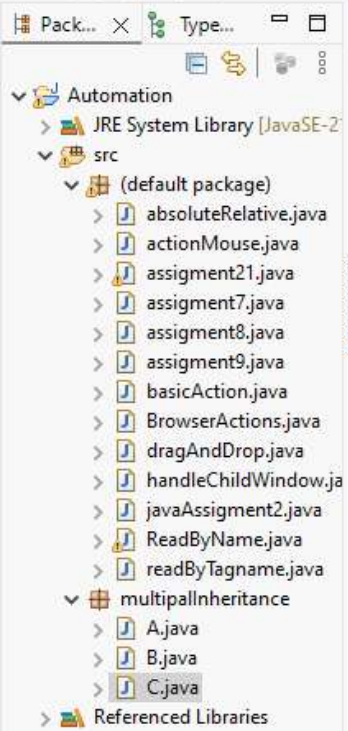 Pack... Type...
Automation
JRE System Library [JavaSE-2
src
(default package)
absoluteRelative.java
actionMouse.java
assigment21.java
assigment7.java
assigment8.java
assigment9.java
basicAction.java
BrowserActions.java
dragAndDrop.java
handleChildWindow.ja
javaAssigment2.java
ReadByName.java
readByTagname.java
multipalInheritance
A.java
B.java
C.java
Referenced Libraries